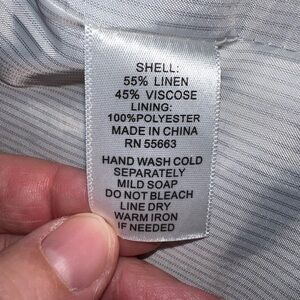 SHELL:
55% LINEN
45% VISCOSE
LINING:
100%POLYESTER
MADE IN CHINA
RN 55663
HAND WASH COLD
SEPARATELY
MILD SOAP
DO NOT BLEACH
LINE DRY
WARM IRON
IF NEEDED